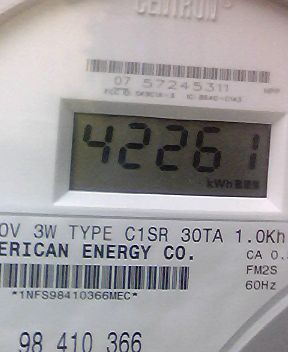 CENTRON
07 57245311
42261
kWh
0V 3W TYPE C1SR 30TA 1.0Kh
ERICAN ENERGY CO.
CA 0.
FM2S
*1NFS98410366MEC*
60Hz
98 410 366